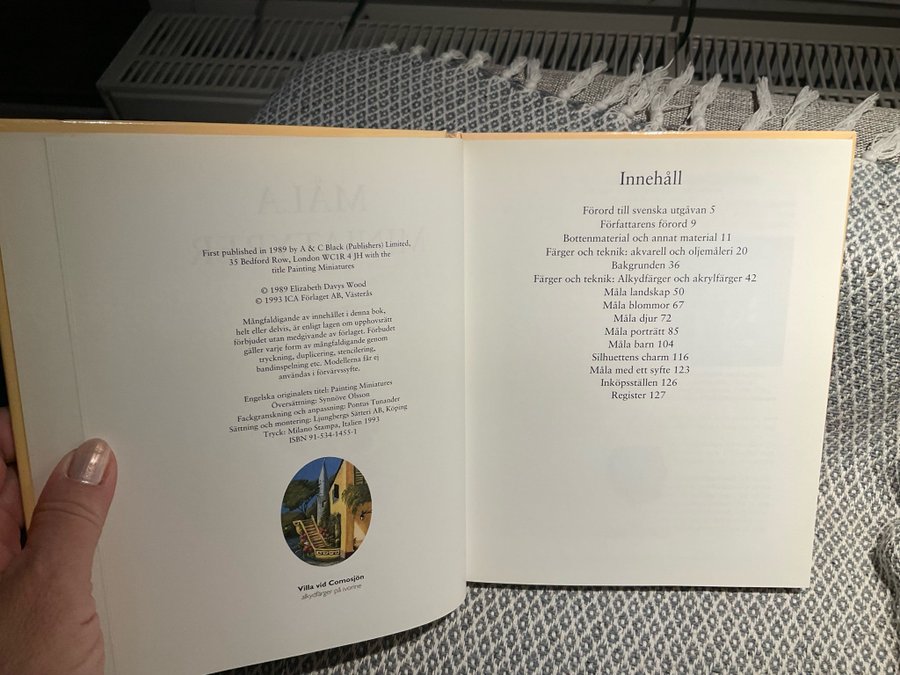 First published in 1989 by A & C Black (Publishers) Limited,
35 Bedford Row, London WC1R 4 JH with the
title Painting Miniatures
© 1989 Elizabeth Davys Wood
© 1993 ICA Förlaget AB, Västerås
Mångfaldigande av innehållet i denna bok,
helt eller delvis, är enligt lagen om upphovsrätt
förbjudet utan medgivande av förlaget. Förbudet
gäller varje form av mångfaldigande genom
tryckning, duplicering, stencilering,
bandinspelning etc. Modellerna får ej
användas i förvärvssyfte.
Engelska originalets titel: Painting Miniatures
Översättning: Synnöve Olsson
Fackgranskning och anpassning: Pontus Tunander
Sättning och montering: Ljungbergs Sätteri AB, Köping
Tryck: Milano Stampa, Italien 1993
ISBN 91-534-1455-1
Villa vid Comosjön
alkydfärger på ivorine
Innehåll
Förord till svenska utgåvan 5
Författarens förord 9
Bottenmaterial och annat material 11
Färger och teknik: akvarell och oljemåleri 20
Bakgrunden 36
Färger och teknik: Alkydfärger och akrylfärger 42
Måla landskap 50
Måla blommor 67
Måla djur 72
Måla porträtt 85
Måla barn 104
Silhuettens charm 116
Måla med ett syfte 123
Inköpsställen 126
Register 127